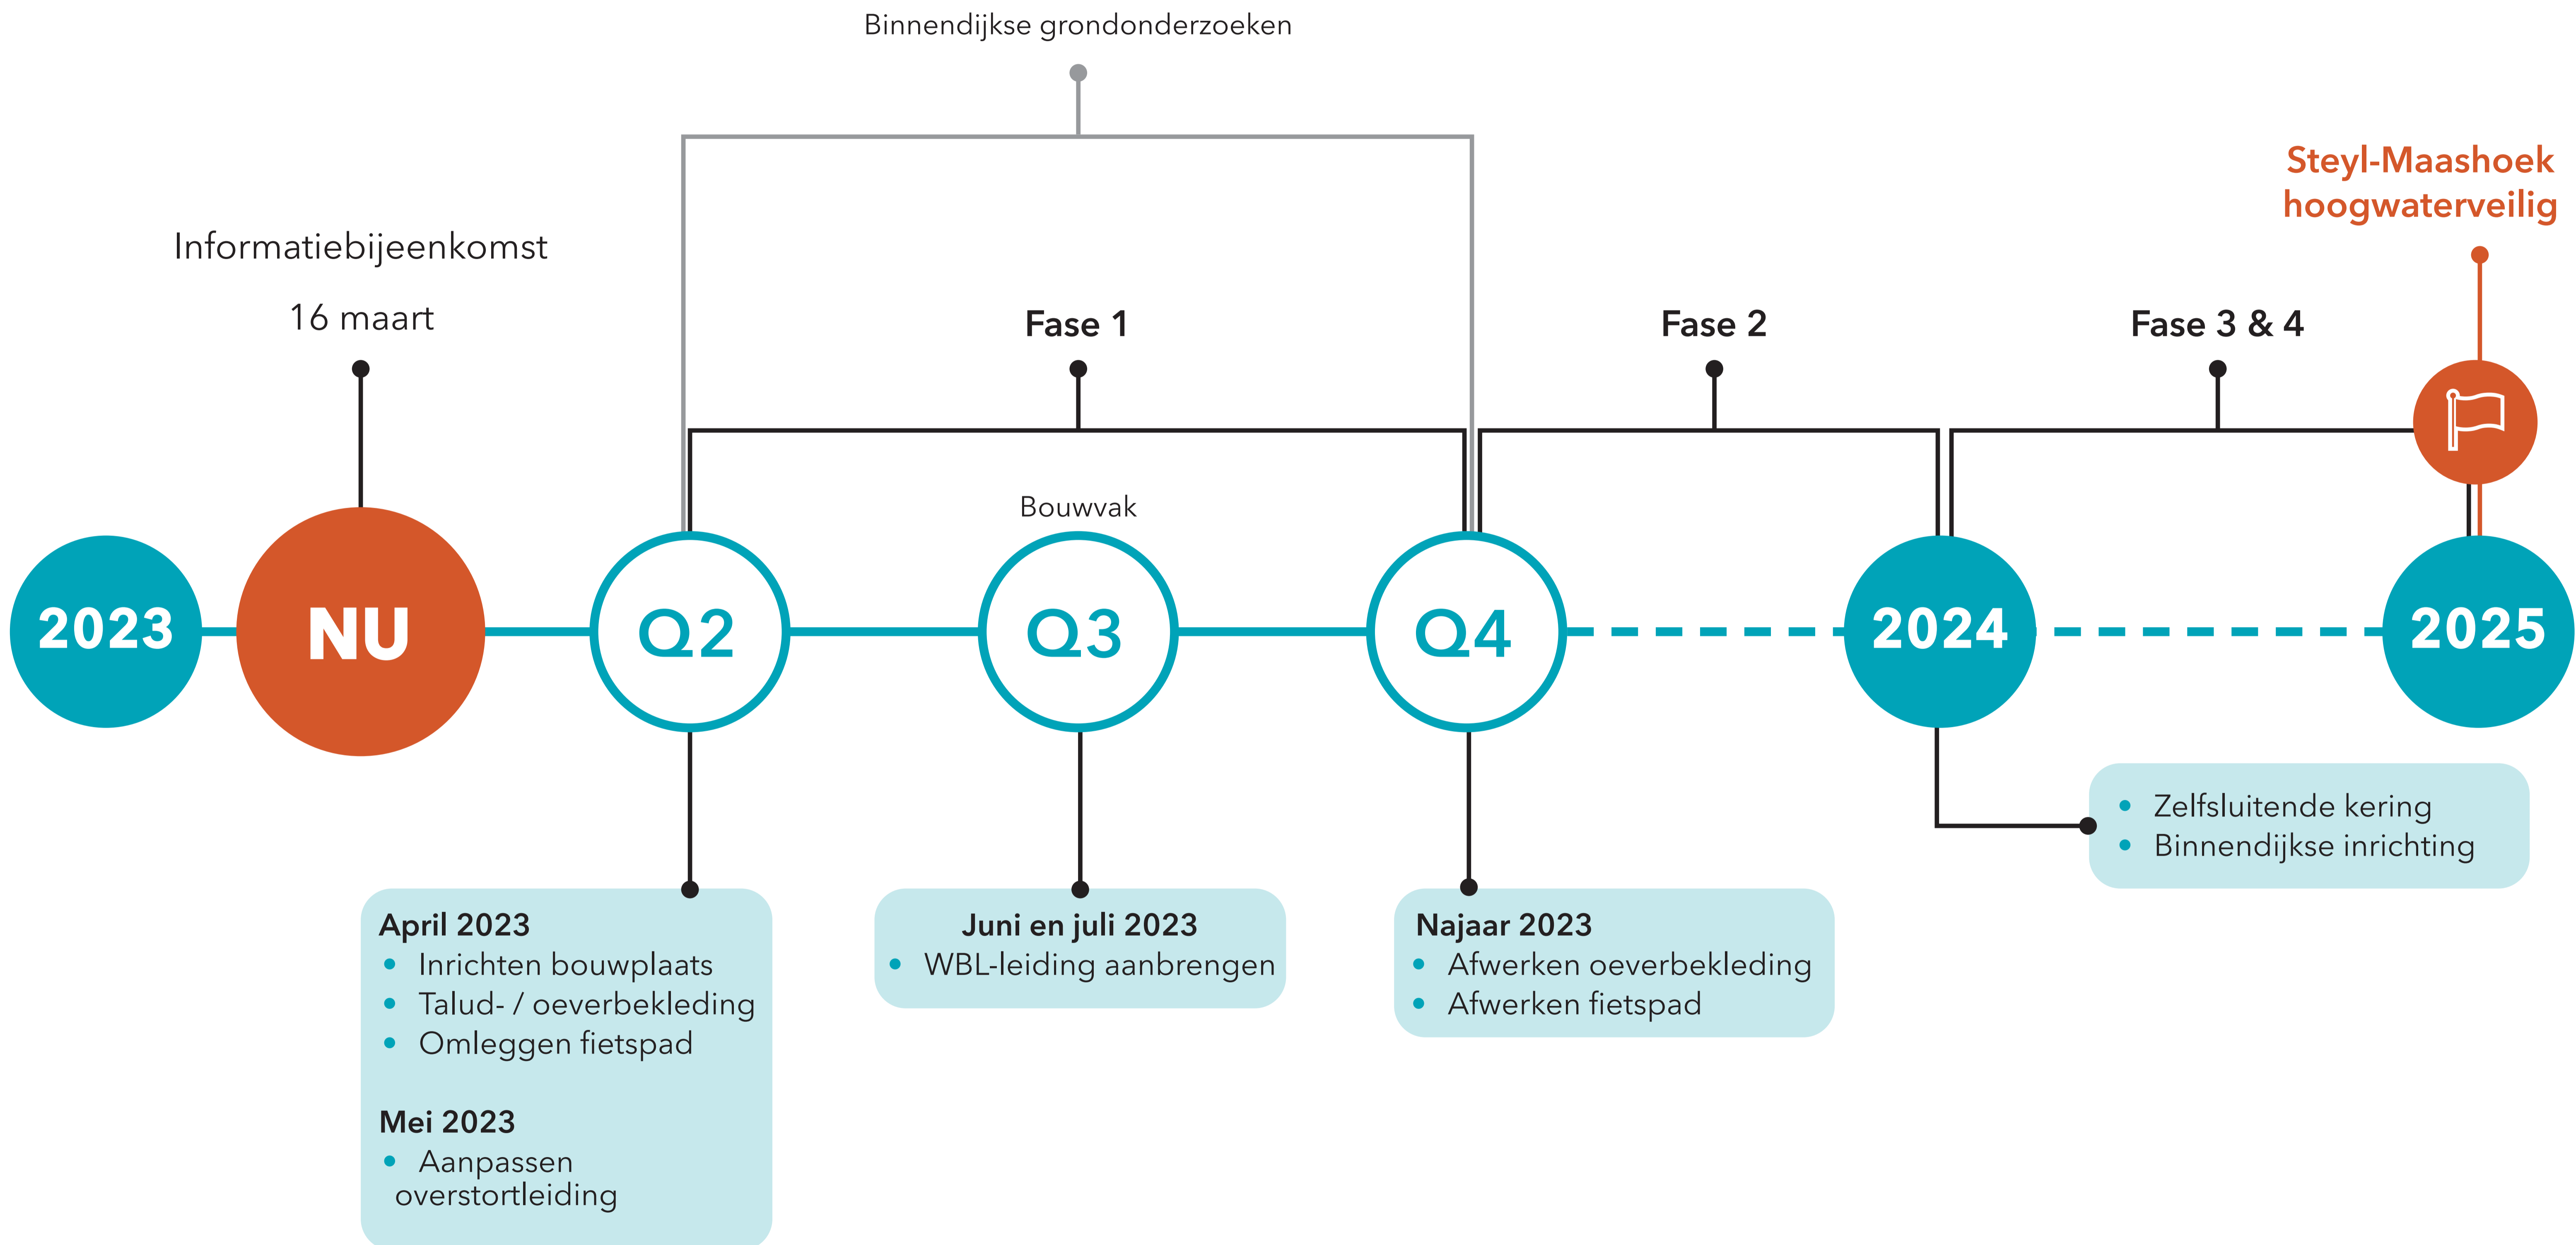 Binnendijkse grondonderzoeken
Steyl-Maashoek
hoogwaterveilig
Informatiebijeenkomst
16 maart
Fase 1
Fase 2
Fase 3 & 4
Bouwvak
2023
NU
Q2
Q3
Q4
2024
2025
April 2023
• Inrichten bouwplaats
• Talud- / oeverbekleding
• Omleggen fietspad
Mei 2023
• Aanpassen
overstortleiding
Juni en juli 2023
• WBL-leiding aanbrengen
Najaar 2023
• Afwerken oeverbekleding
• Afwerken fietspad
• Zelfsluitende kering
• Binnendijkse inrichting